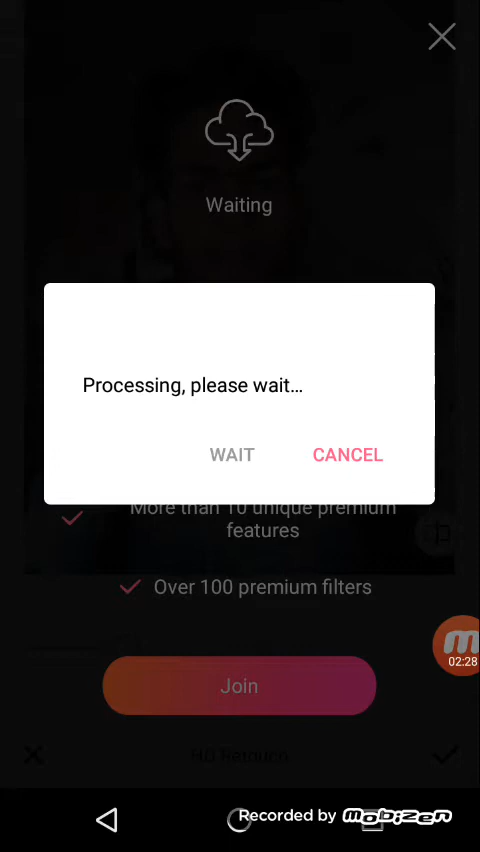 Waiting
Processing, please wait...
WAIT CANCEL
More than 10 unique premium
features
Over 100 premium filters
02:28
Join
HD Retouch
Recorded by mobizen